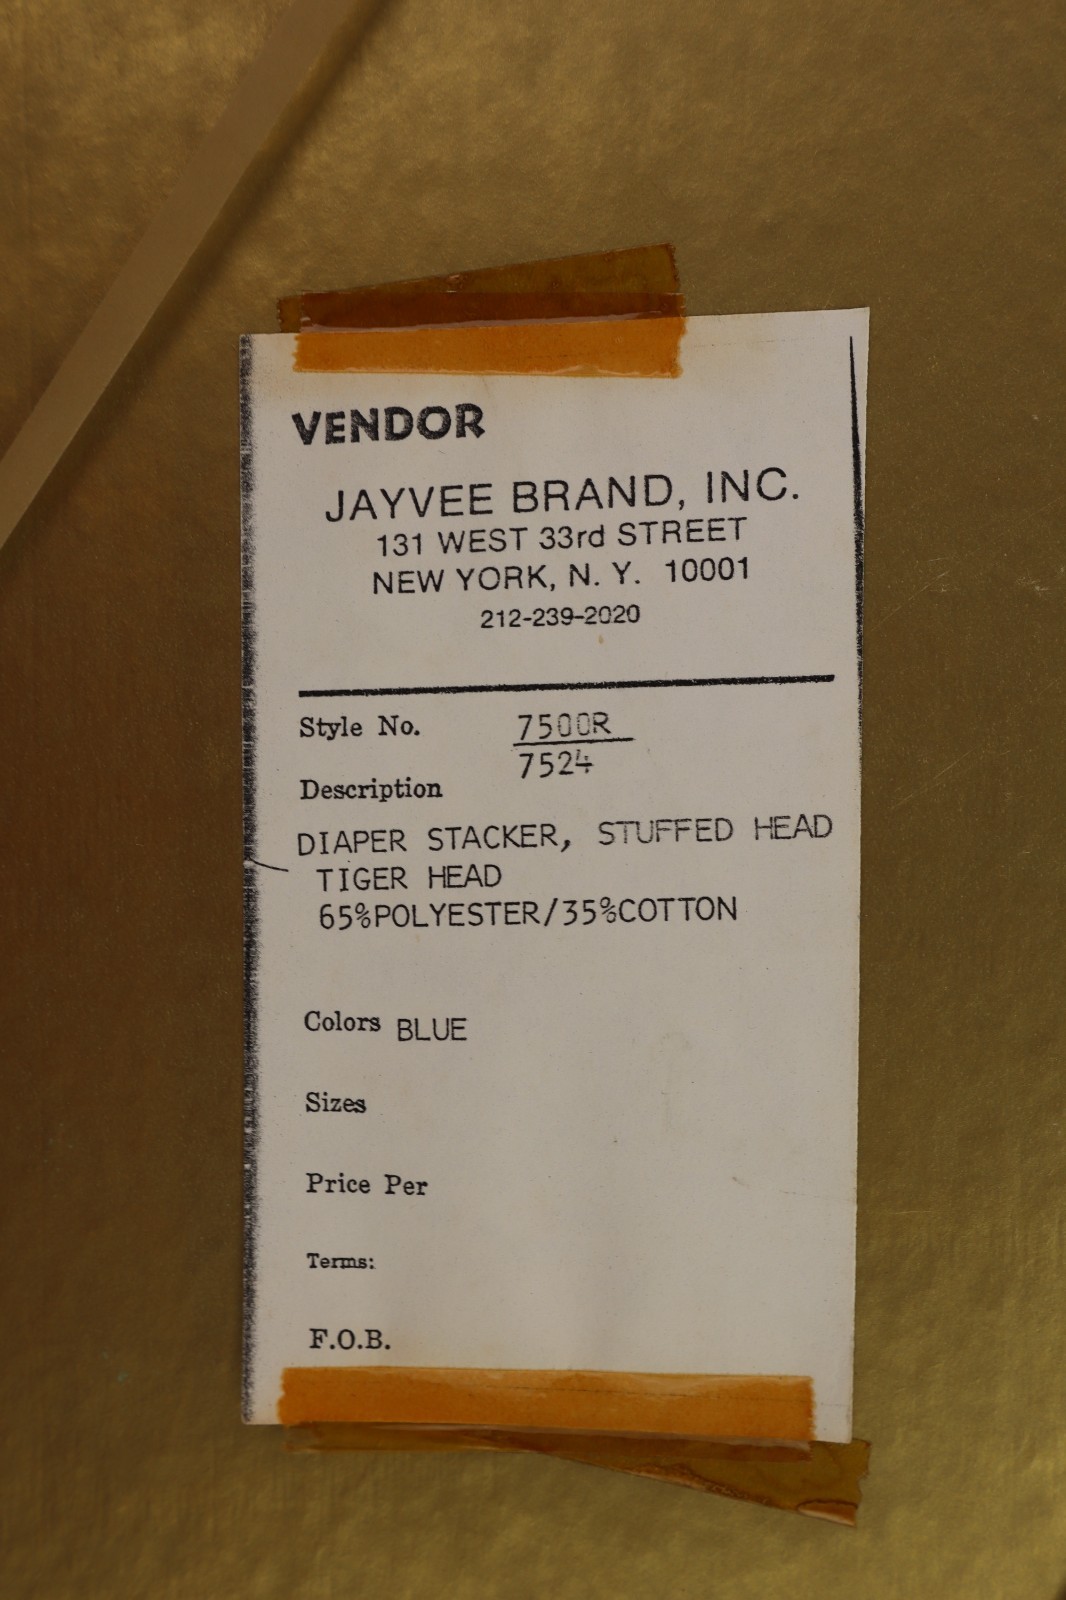 VENDOR
JAYVEE BRAND, INC.
131 WEST 33rd STREET
NEW YORK, N. Y. 10001
212-239-2020
Style No. 7500R
7524
Description
DIAPER STACKER, STUFFED HEAD
TIGER HEAD
65%POLYESTER/35%COTTON
Colors BLUE
Sizes
Price Per
Terms:
F.O.B.